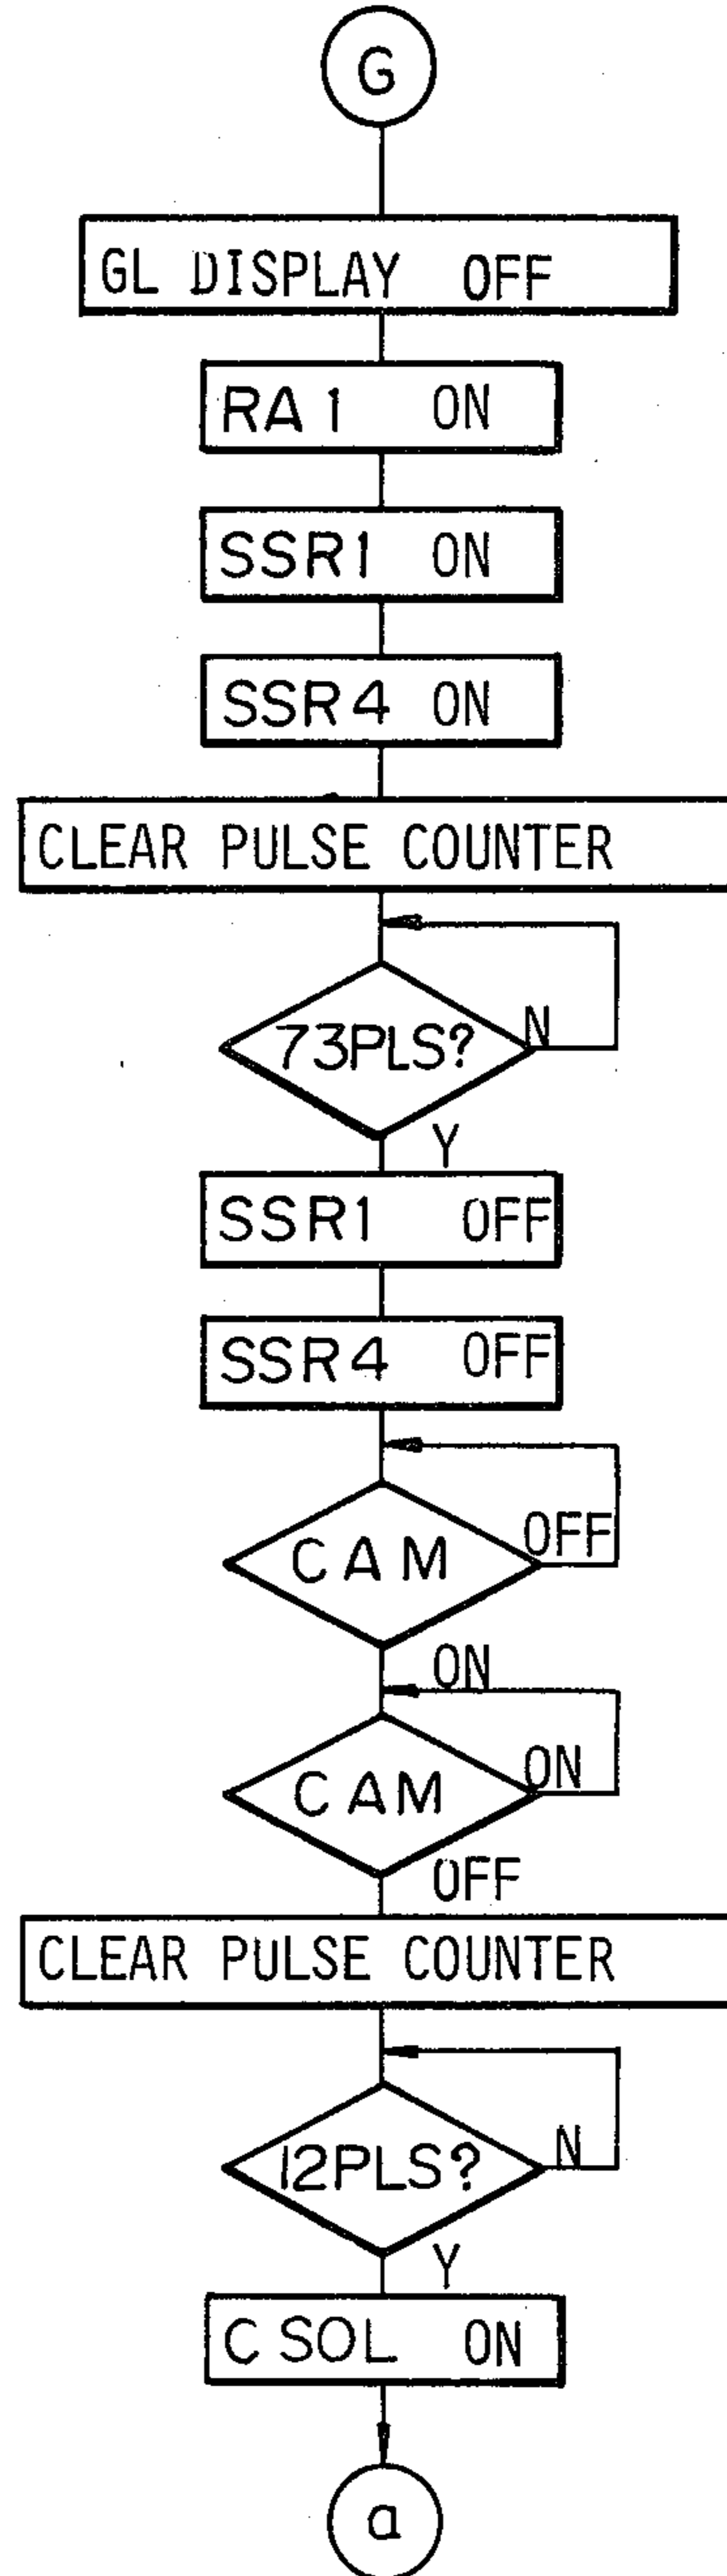 G
GL DISPLAY OFF
RA1 ON
SSR1 ON
SSR4 ON
CLEAR PULSE COUNTER
73PLS?
N
Y
SSR1 OFF
SSR4 OFF
CAM
OFF
ON
CAM
ON
OFF
CLEAR PULSE COUNTER
12PLS?
N
Y
C SOL ON
a